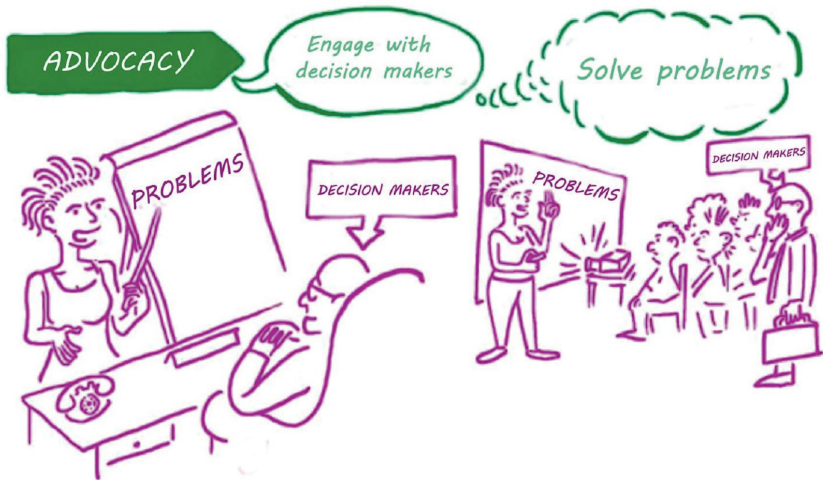 ADVOCACY
Engage with
decision makers
Solve problems
PROBLEMS
DECISION MAKERS
PROBLEMS
DECISION MAKERS